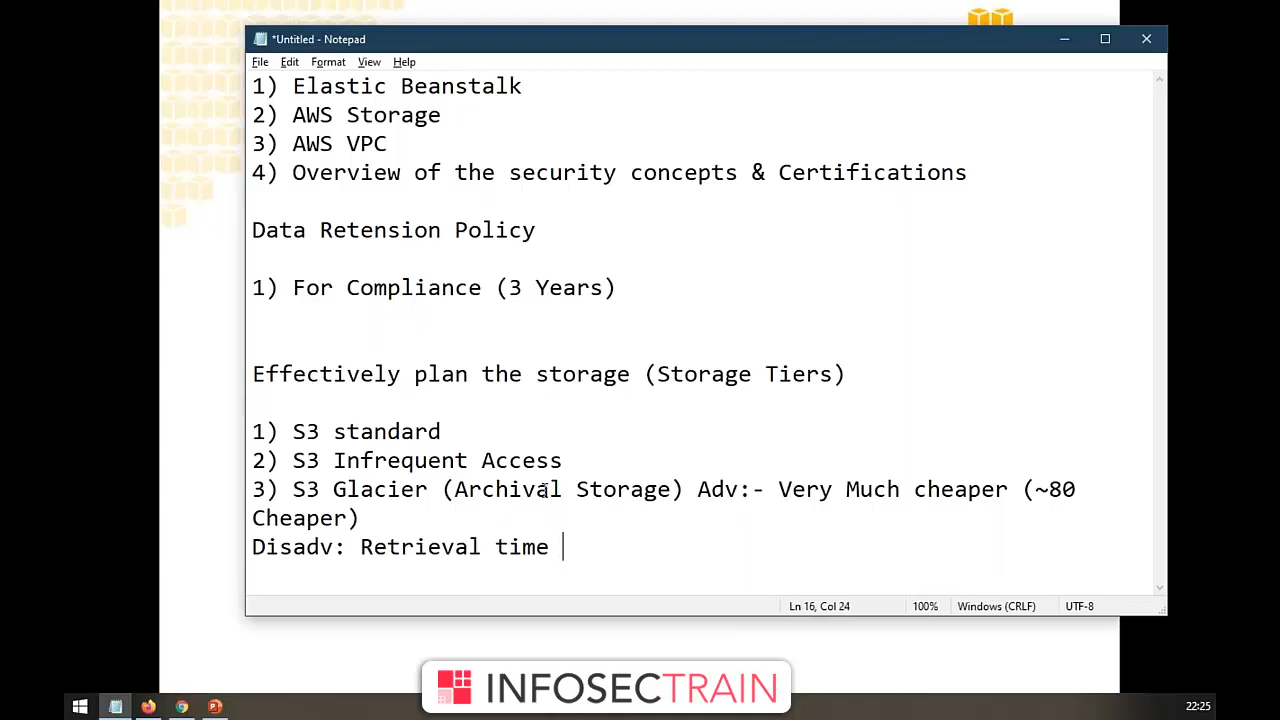 *Untitled - Notepad
File Edit Format View Help
1) Elastic Beanstalk
2) AWS Storage
3) AWS VPC
4) Overview of the security concepts & Certifications
Data Retension Policy
1) For Compliance (3 Years)
Effectively plan the storage (Storage Tiers)
1) S3 standard
2) S3 Infrequent Access
3) S3 Glacier (Archival Storage) Adv:- Very Much cheaper (~80
Cheaper)
Disadv: Retrieval time
Ln 16, Col 24 100% Windows (CRLF) UTF-8
INFOSECTRAIN
22:25